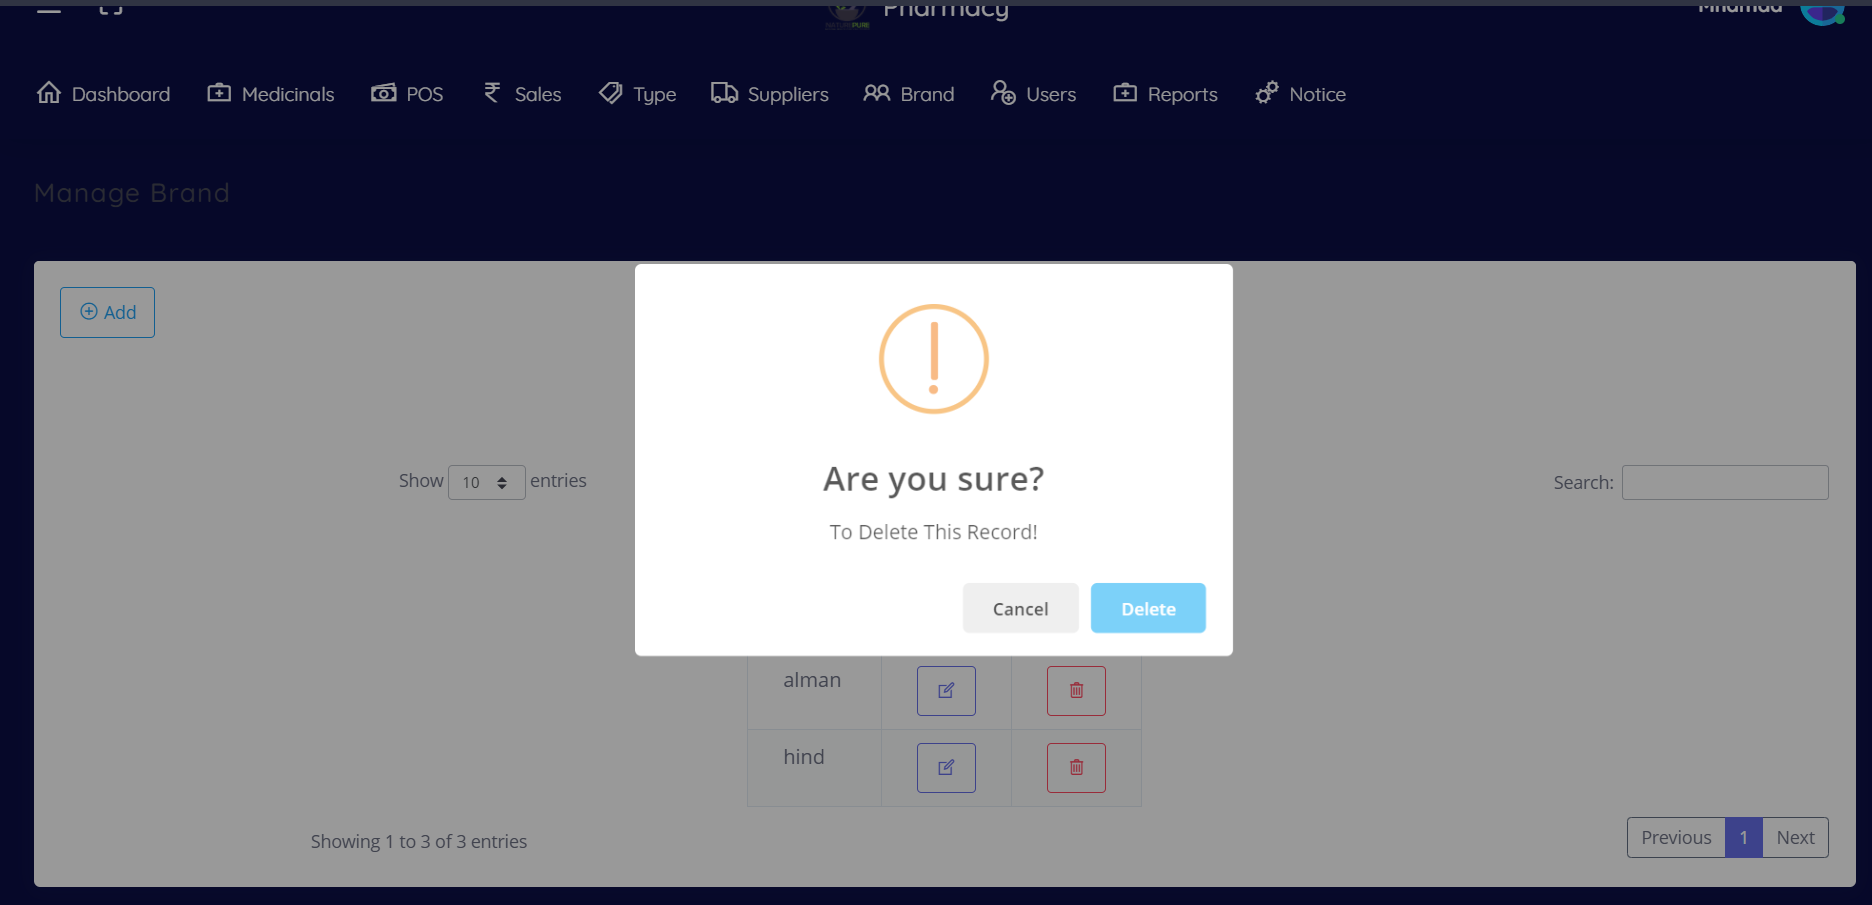 Pharmacy
Dashboard Medicinals POS Sales Type Suppliers Brand Users Reports Notice
Manage Brand
Add
Show 10 entries
Search:
Are you sure?
To Delete This Record!
Cancel Delete
alman
hind
Showing 1 to 3 of 3 entries
Previous 1 Next